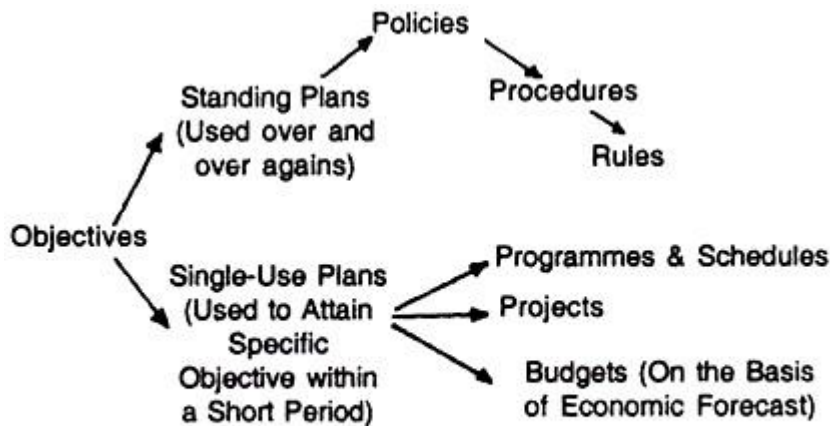 Policies
Standing Plans
(Used over and
over agains)
Procedures
Rules
Objectives
Single-Use Plans
(Used to Attain
Specific
Objective within
a Short Period)
Programmes & Schedules
Projects
Budgets (On the Basis
of Economic Forecast)